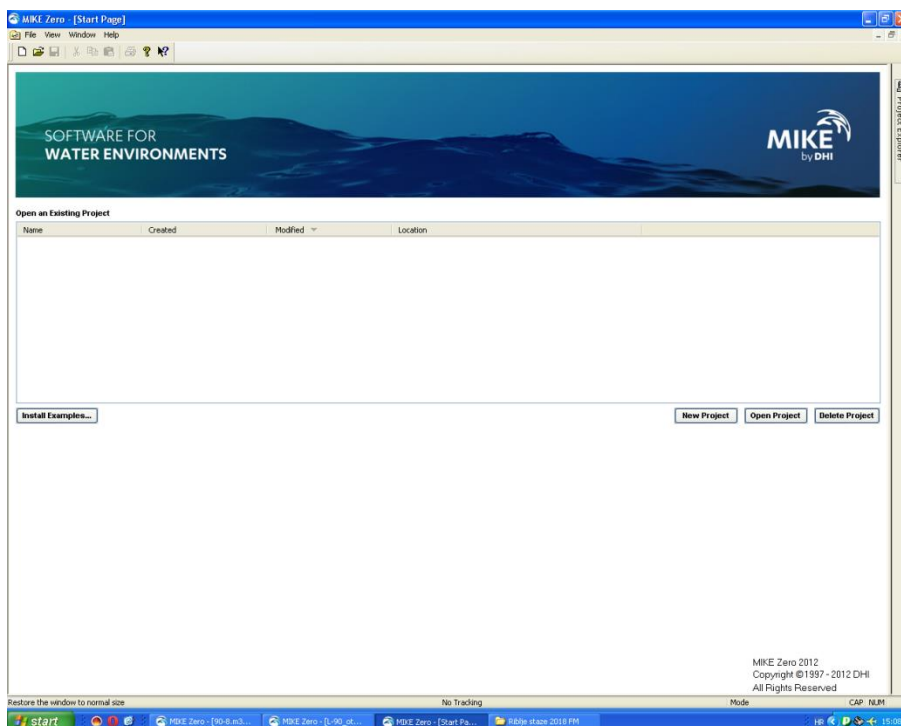 MIKE Zero - [Start Page]
File View Window Help
SOFTWARE FOR
WATER ENVIRONMENTS
MIKE
by DHI
Project Explorer
Open an Existing Project
Name Created Modified Location
Install Examples... New Project Open Project Delete Project
MIKE Zero 2012
Copyright ©1997 - 2012 DHI
All Rights Reserved
Restore the window to normal size No Tracking Mode CAP NUM
start MIKE Zero - [90-8.m3... MIKE Zero - [L-90_ot... MIKE Zero - [Start Pa... Riblje staze 2018 PM HR 15:08